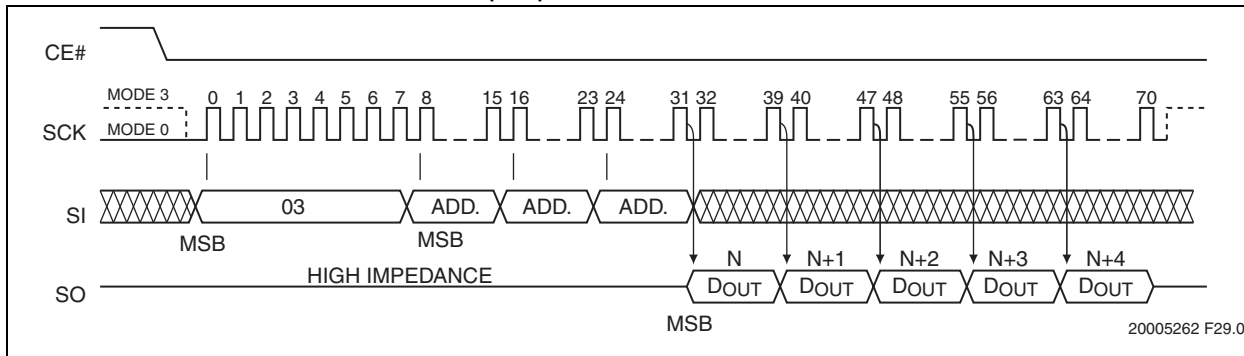 CE#
MODE 3
0 1 2 3 4 5 6 7 8 15 16 23 24 31 32 39 40 47 48 55 56 63 64 70
SCK MODE 0
SI 03 ADD. ADD. ADD.
MSB MSB
N N+1 N+2 N+3 N+4
HIGH IMPEDANCE
SO DOUT DOUT DOUT DOUT DOUT
MSB
20005262 F29.0